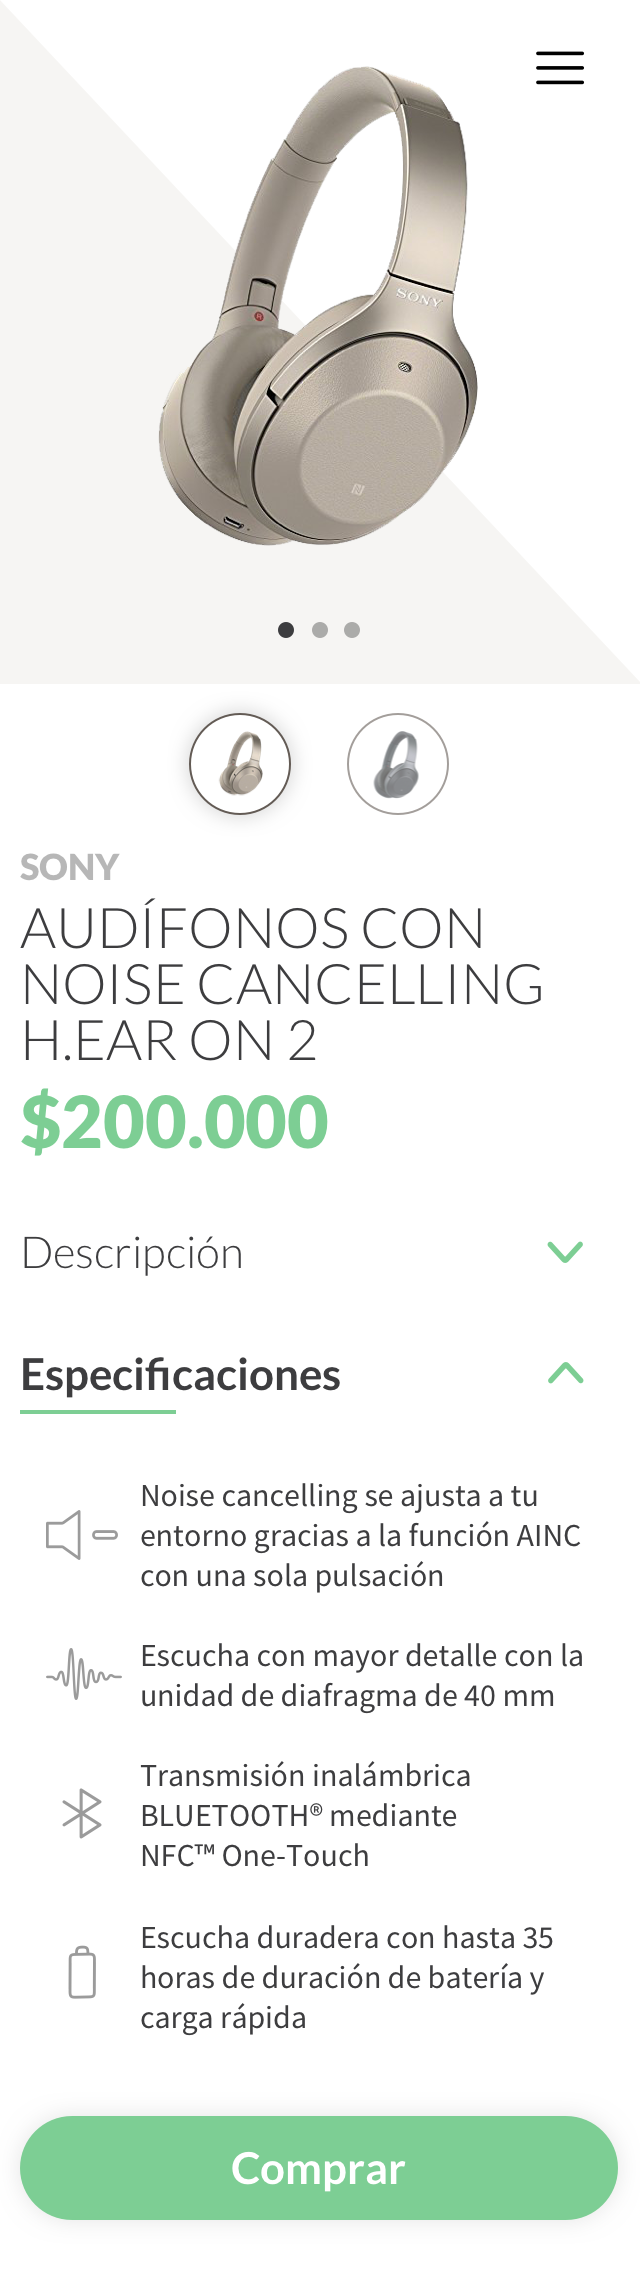 SONY
SONY
AUDÍFONOS CON
NOISE CANCELLING
H.EAR ON 2
$200.000
Descripción
Especificaciones
Noise cancelling se ajusta a tu
entorno gracias a la función AINC
con una sola pulsación
Escucha con mayor detalle con la
unidad de diafragma de 40 mm
Transmisión inalámbrica
BLUETOOTH® mediante
NFC™ One-Touch
Escucha duradera con hasta 35
horas de duración de batería y
carga rápida
Comprar